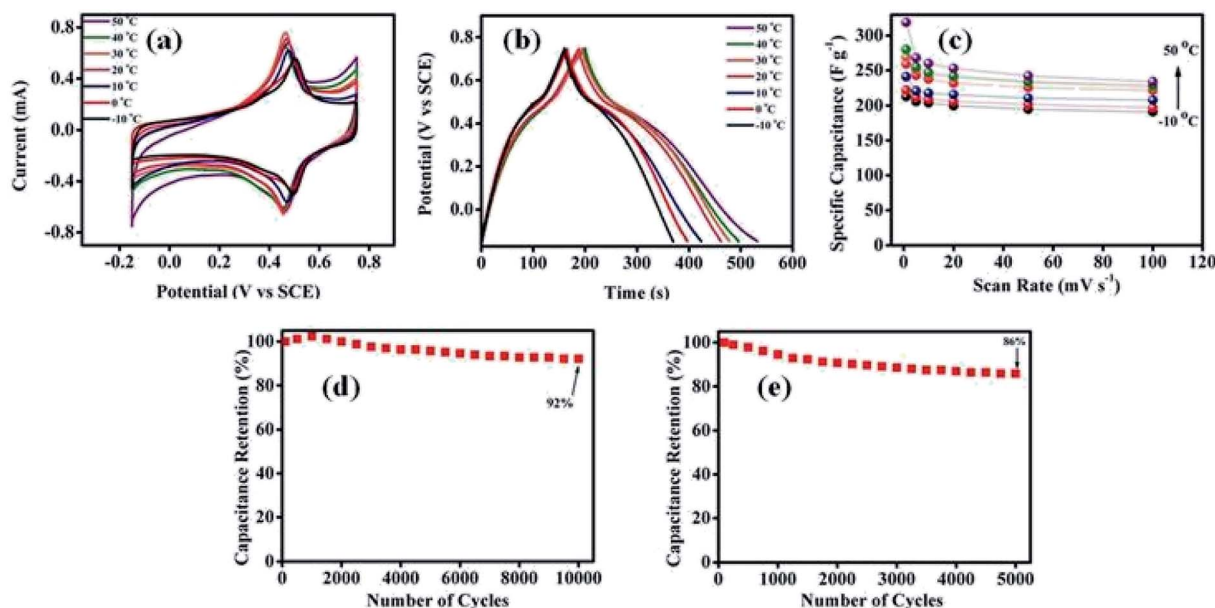 (a)
50 °C
40 °C
30 °C
20 °C
10 °C
0 °C
-10 °C
Current (mA)
0.8
0.4
0.0
-0.4
-0.8
-0.2 0.0 0.2 0.4 0.6 0.8
Potential (V vs SCE)
(b)
50 °C
40 °C
30 °C
20 °C
10 °C
0 °C
-10 °C
Potential (V vs SCE)
0.8
0.4
0.0
0 100 200 300 400 500 600
Time (s)
(c)
50 °C
-10 °C
Specific Capacitance (F g⁻¹)
300
250
200
150
100
50
0
0 20 40 60 80 100 120
Scan Rate (mV s⁻¹)
(d)
92%
Capacitance Retention (%)
100
80
60
40
20
0
0 2000 4000 6000 8000 10000
Number of Cycles
(e)
86%
Capacitance Retention (%)
100
80
60
40
20
0
0 1000 2000 3000 4000 5000
Number of Cycles